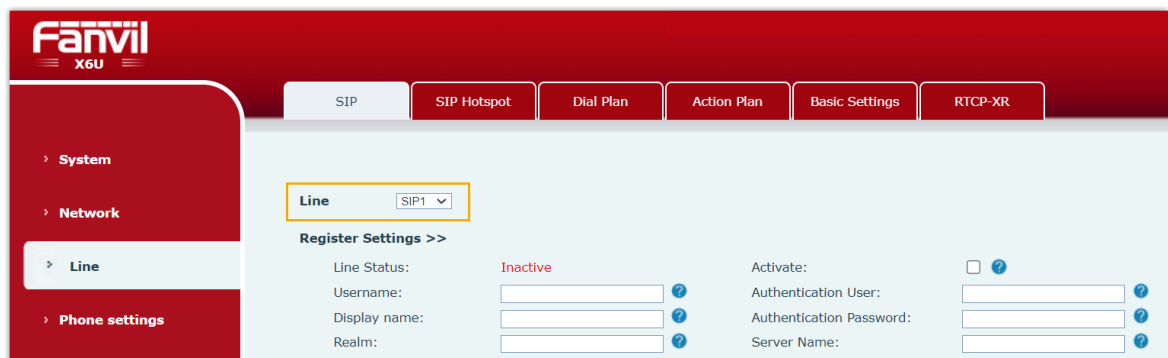 Fanvil
X6U
SIP SIP Hotspot Dial Plan Action Plan Basic Settings RTCP-XR
System
Network
Line
Phone settings
Line SIP1
Register Settings >>
Line Status: Inactive Activate: ?
Username: ? Authentication User: ?
Display name: ? Authentication Password: ?
Realm: ? Server Name: ?